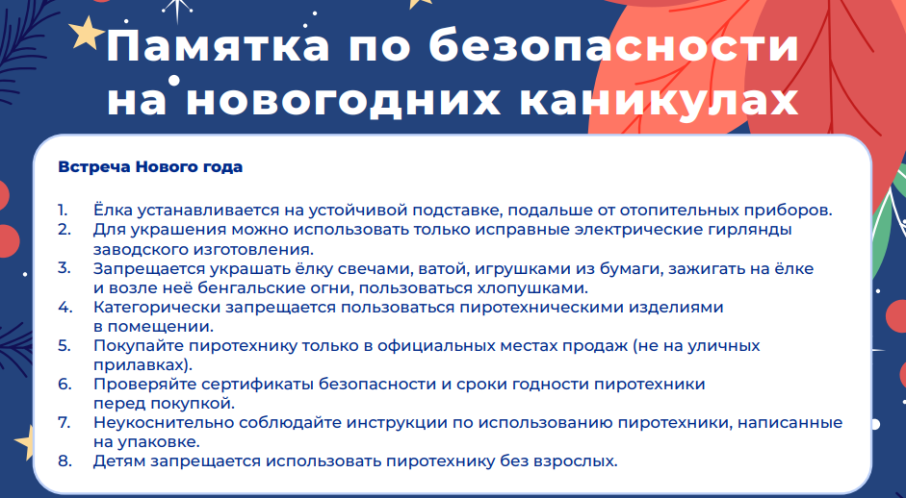 Памятка по безопасности
на новогодних каникулах
Встреча Нового года
1. Ёлка устанавливается на устойчивой подставке, подальше от отопительных приборов.
2. Для украшения можно использовать только исправные электрические гирлянды
заводского изготовления.
3. Запрещается украшать ёлку свечами, ватой, игрушками из бумаги, зажигать на ёлке
и возле неё бенгальские огни, пользоваться хлопушками.
4. Категорически запрещается пользоваться пиротехническими изделиями
в помещении.
5. Покупайте пиротехнику только в официальных местах продаж (не на уличных
прилавках).
6. Проверяйте сертификаты безопасности и сроки годности пиротехники
перед покупкой.
7. Неукоснительно соблюдайте инструкции по использованию пиротехники, написанные
на упаковке.
8. Детям запрещается использовать пиротехнику без взрослых.